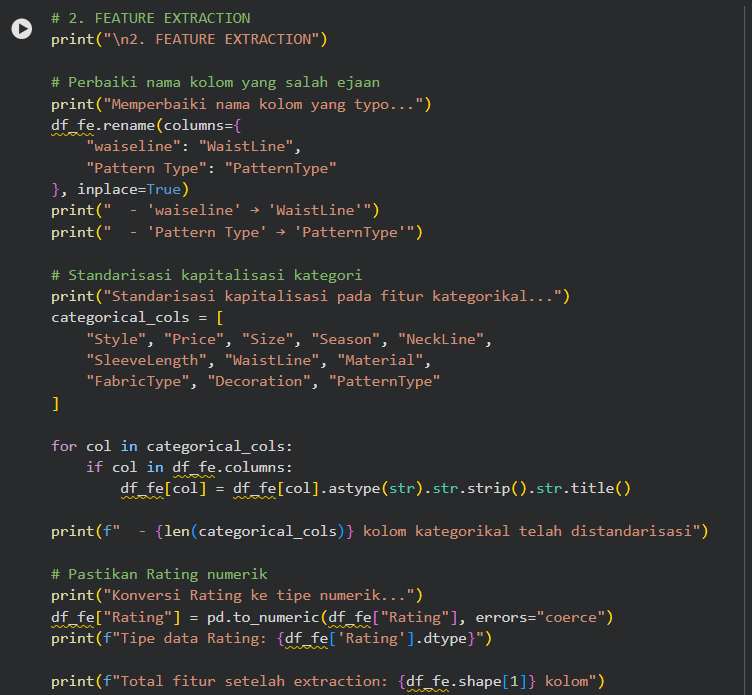 # 2. FEATURE EXTRACTION
print("\n2. FEATURE EXTRACTION")

# Perbaiki nama kolom yang salah ejaan
print("Memperbaiki nama kolom yang typo...")
df_fe.rename(columns={
    "waiseline": "WaistLine",
    "Pattern Type": "PatternType"
}, inplace=True)
print("  - 'waiseline' → 'WaistLine'")
print("  - 'Pattern Type' → 'PatternType'")

# Standarisasi kapitalisasi kategori
print("Standarisasi kapitalisasi pada fitur kategorikal...")
categorical_cols = [
    "Style", "Price", "Size", "Season", "NeckLine",
    "SleeveLength", "WaistLine", "Material",
    "FabricType", "Decoration", "PatternType"
]

for col in categorical_cols:
    if col in df_fe.columns:
        df_fe[col] = df_fe[col].astype(str).str.strip().str.title()

print(f"  - {len(categorical_cols)} kolom kategorikal telah distandarisasi")

# Pastikan Rating numerik
print("Konversi Rating ke tipe numerik...")
df_fe["Rating"] = pd.to_numeric(df_fe["Rating"], errors="coerce")
print(f"Tipe data Rating: {df_fe['Rating'].dtype}")

print(f"Total fitur setelah extraction: {df_fe.shape[1]} kolom")